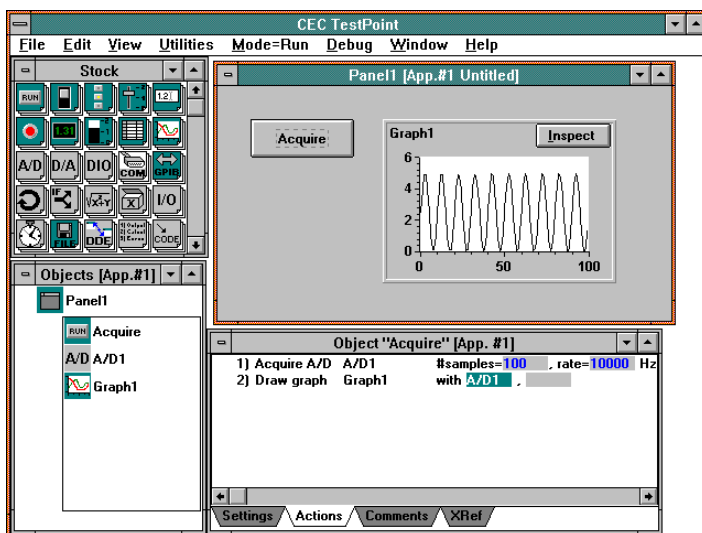 CEC TestPoint
File Edit View Utilities Mode=Run Debug Window Help
Stock
RUN 1.2
1.31
A/D D/A DIO COM GPIB
IF √X+Y X I/O
FILE DDE CODE
Panel1 [App.#1 Untitled]
Acquire
Graph1 Inspect
6
4
2
0
0 50 100
Objects [App.#1]
Panel1
RUN Acquire
A/D A/D1
Graph1
Object "Acquire" [App. #1]
1) Acquire A/D A/D1 #samples=100 , rate=10000 Hz
2) Draw graph Graph1 with A/D1 ,
Settings Actions Comments XRef